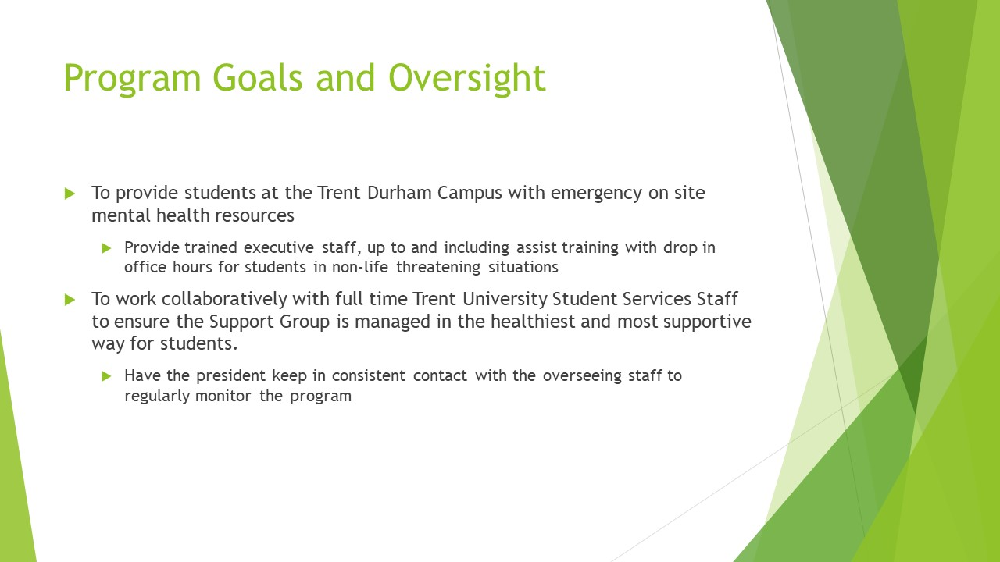 Program Goals and Oversight
To provide students at the Trent Durham Campus with emergency on site
mental health resources
Provide trained executive staff, up to and including assist training with drop in
office hours for students in non-life threatening situations
To work collaboratively with full time Trent University Student Services Staff
to ensure the Support Group is managed in the healthiest and most supportive
way for students.
Have the president keep in consistent contact with the overseeing staff to
regularly monitor the program